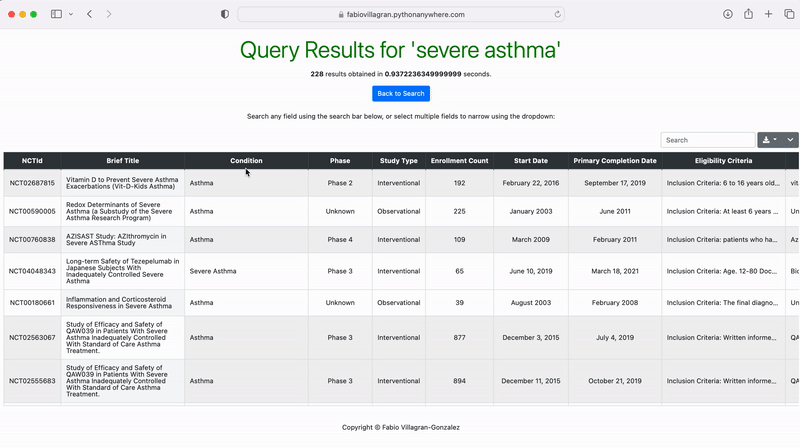 fabiovillagran.pythonanywhere.com
Query Results for 'severe asthma'
228 results obtained in 0.9372236349999999 seconds.
Back to Search
Search any field using the search bar below, or select multiple fields to narrow using the dropdown:
Search
NCTId Brief Title Condition Phase Study Type Enrollment Count Start Date Primary Completion Date Eligibility Criteria
NCT02687815 Vitamin D to Prevent Severe Asthma Exacerbations (Vit-D-Kids Asthma) Asthma Phase 2 Interventional 192 February 22, 2016 September 17, 2019 Inclusion Criteria: 6 to 16 years old... vit
NCT00590005 Redox Determinants of Severe Asthma (a Substudy of the Severe Asthma Research Program) Asthma Unknown Observational 225 January 2003 June 2011 Inclusion Criteria: At least 6 years ... Un
NCT00760838 AZISAST Study: AZIthromycin in Severe ASThma Study Asthma Phase 4 Interventional 109 March 2009 February 2011 Inclusion Criteria: patients who ha... Az
NCT04048343 Long-term Safety of Tezepelumab in Japanese Subjects With Inadequately Controlled Severe Asthma Severe Asthma Phase 3 Interventional 65 June 10, 2019 March 18, 2021 Inclusion Criteria: Age. 12-80 Doc... Bio
NCT00180661 Inflammation and Corticosteroid Responsiveness in Severe Asthma Asthma Unknown Observational 39 August 2003 February 2008 Inclusion Criteria: The final diagno... Un
NCT02563067 Study of Efficacy and Safety of QAW039 in Patients With Severe Asthma Inadequately Controlled With Standard of Care Asthma Treatment. Asthma Phase 3 Interventional 877 December 3, 2015 July 4, 2019 Inclusion Criteria: Written informe... QA
NCT02555683 Study of Efficacy and Safety of QAW039 in Patients With Severe Asthma Inadequately Controlled With Standard of Care Asthma Treatment. Asthma Phase 3 Interventional 894 December 11, 2015 October 21, 2019 Inclusion Criteria: Written informe... QA
Copyright © Fabio Villagran-Gonzalez